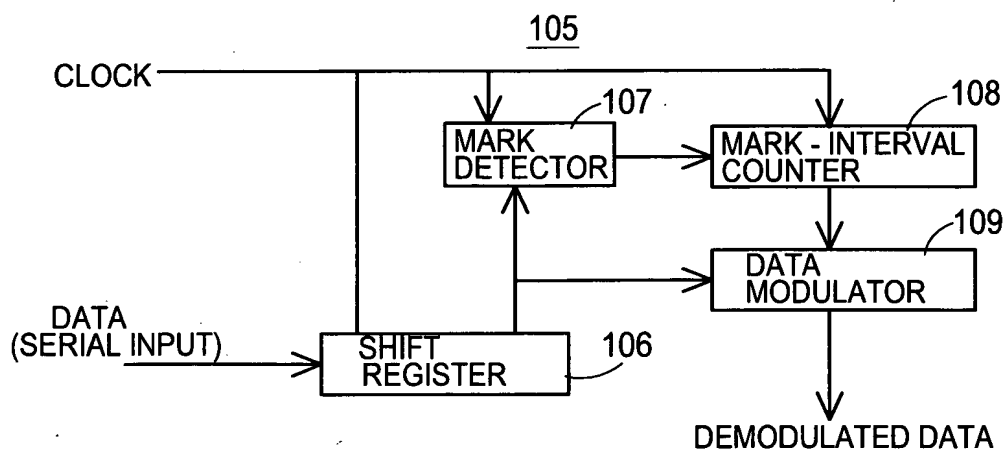 105
CLOCK
107
MARK
DETECTOR
108
MARK - INTERVAL
COUNTER
109
DATA
MODULATOR
DATA
(SERIAL INPUT)
SHIFT
REGISTER
106
DEMODULATED DATA